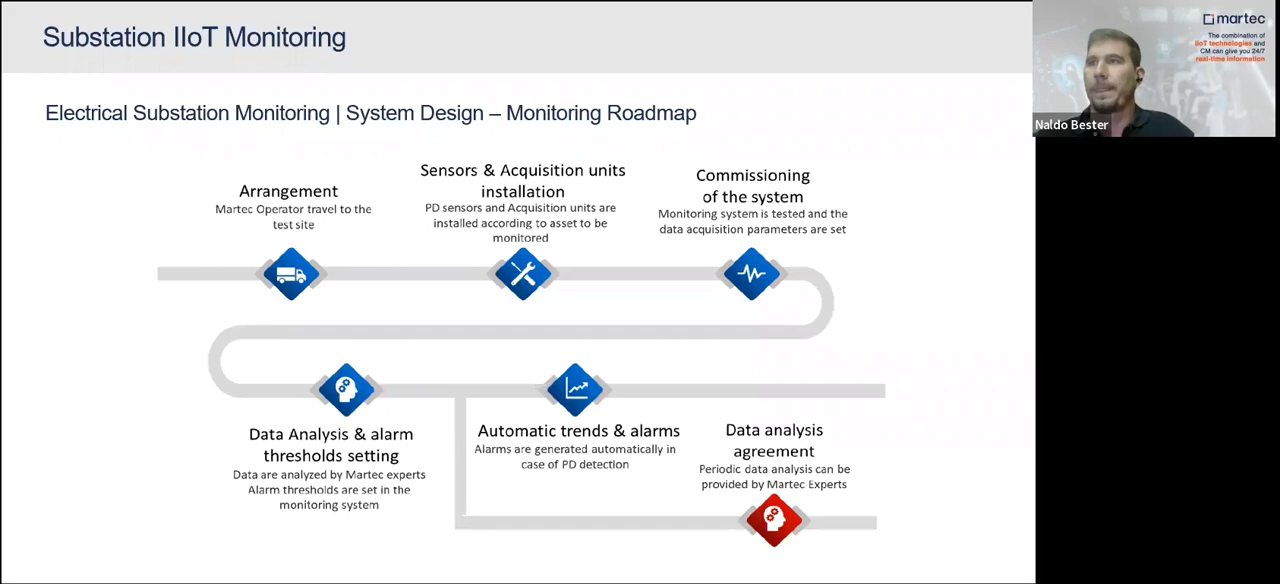 Substation IIoT Monitoring
Electrical Substation Monitoring | System Design – Monitoring Roadmap
Arrangement
Martec Operator travel to the
test site
Sensors & Acquisition units
installation
PD sensors and Acquisition units are
installed according to asset to be
monitored
Commissioning
of the system
Monitoring system is tested and the
data acquisition parameters are set
Data Analysis & alarm
thresholds setting
Data are analyzed by Martec experts
Alarm thresholds are set in the
monitoring system
Automatic trends & alarms
Alarms are generated automatically in
case of PD detection
Data analysis
agreement
Periodic data analysis can be
provided by Martec Experts
martec
The combination of
IIoT technologies and
CM can give you 24/7
real-time information
Naldo Bester